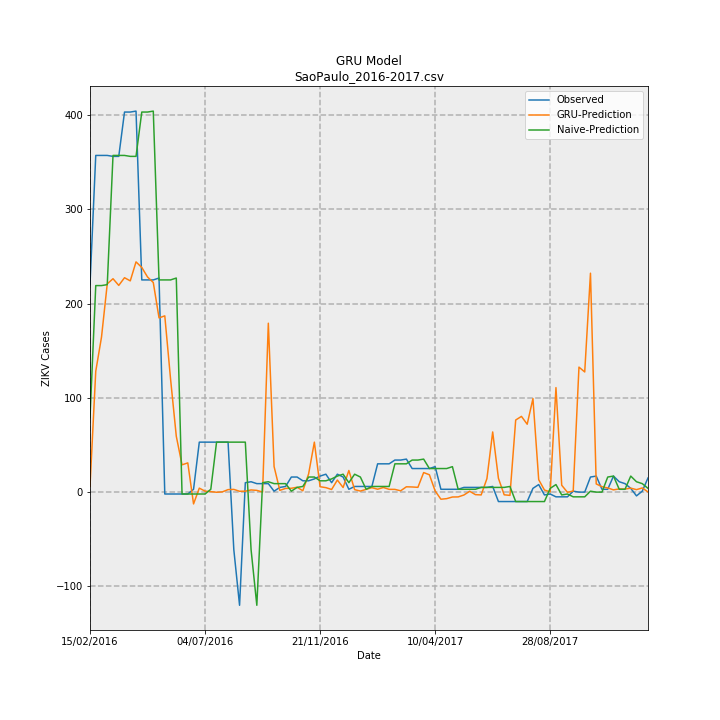 GRU Model
SaoPaulo_2016-2017.csv
Observed
GRU-Prediction
Naive-Prediction
400
300
200
100
0
−100
ZIKV Cases
15/02/2016 04/07/2016 21/11/2016 10/04/2017 28/08/2017
Date